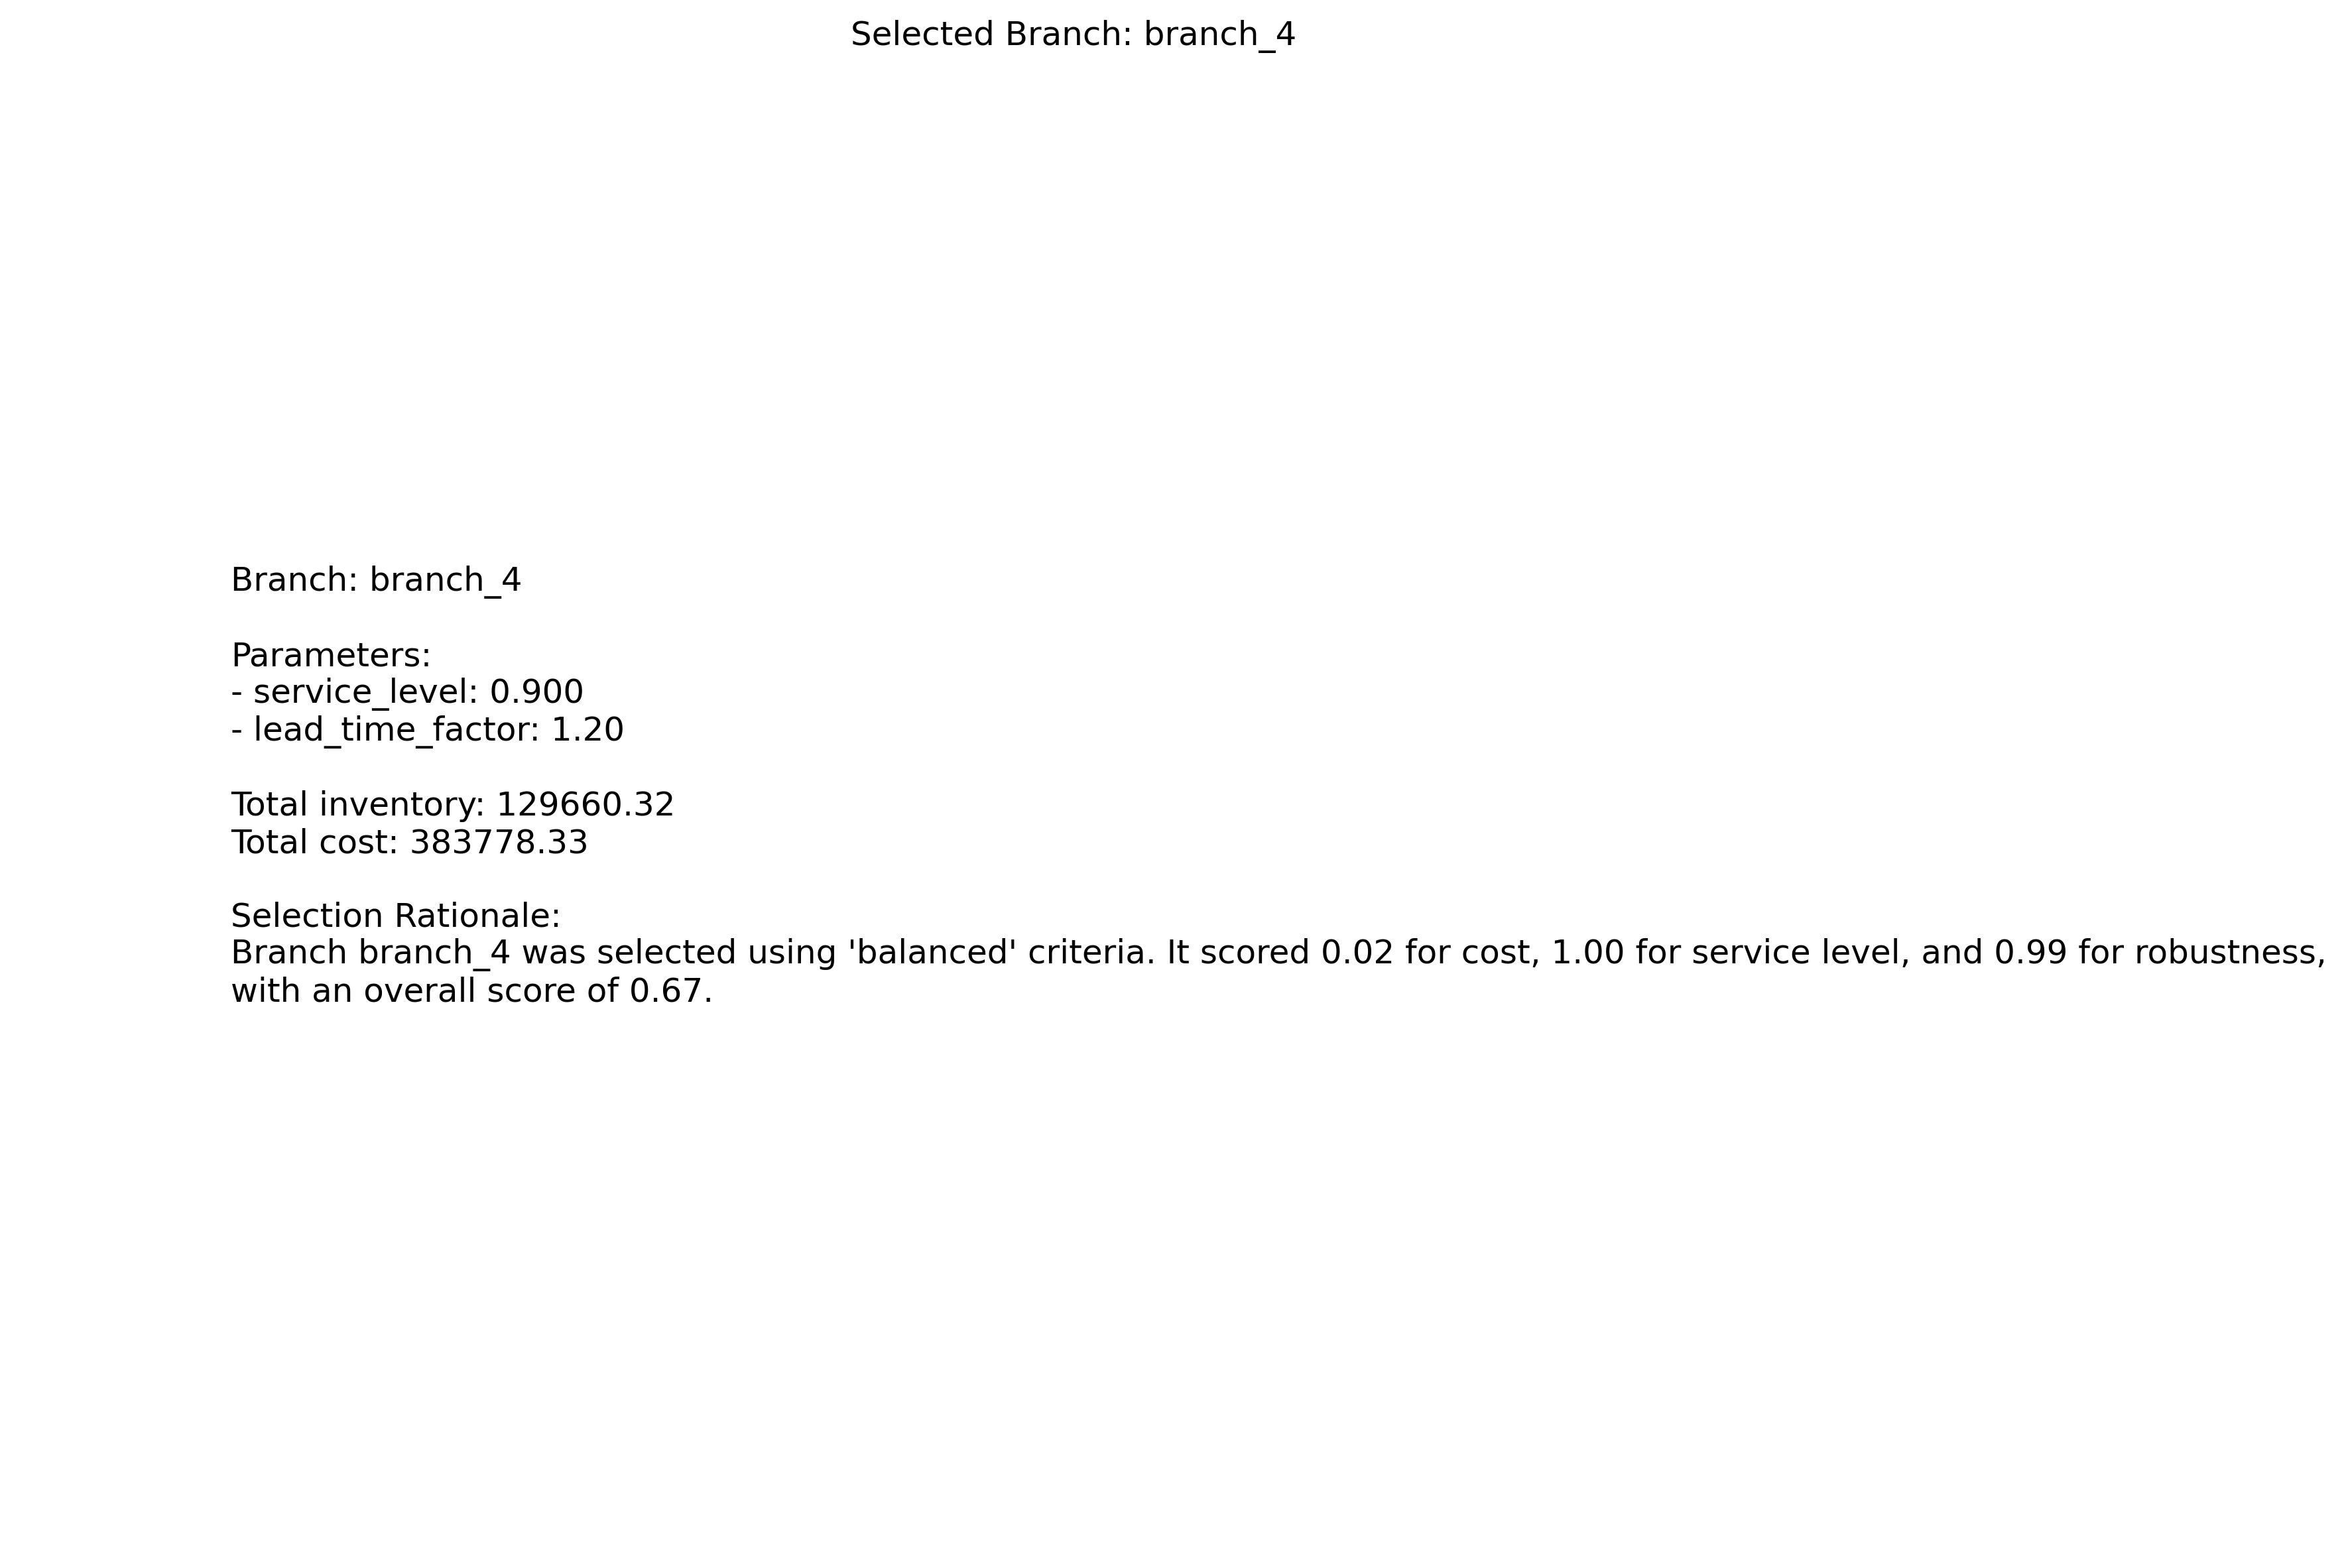 Selected Branch: branch_4
Branch: branch_4
Parameters:
- service_level: 0.900
- lead_time_factor: 1.20
Total inventory: 129660.32
Total cost: 383778.33
Selection Rationale:
Branch branch_4 was selected using 'balanced' criteria. It scored 0.02 for cost, 1.00 for service level, and 0.99 for robustness,
with an overall score of 0.67.